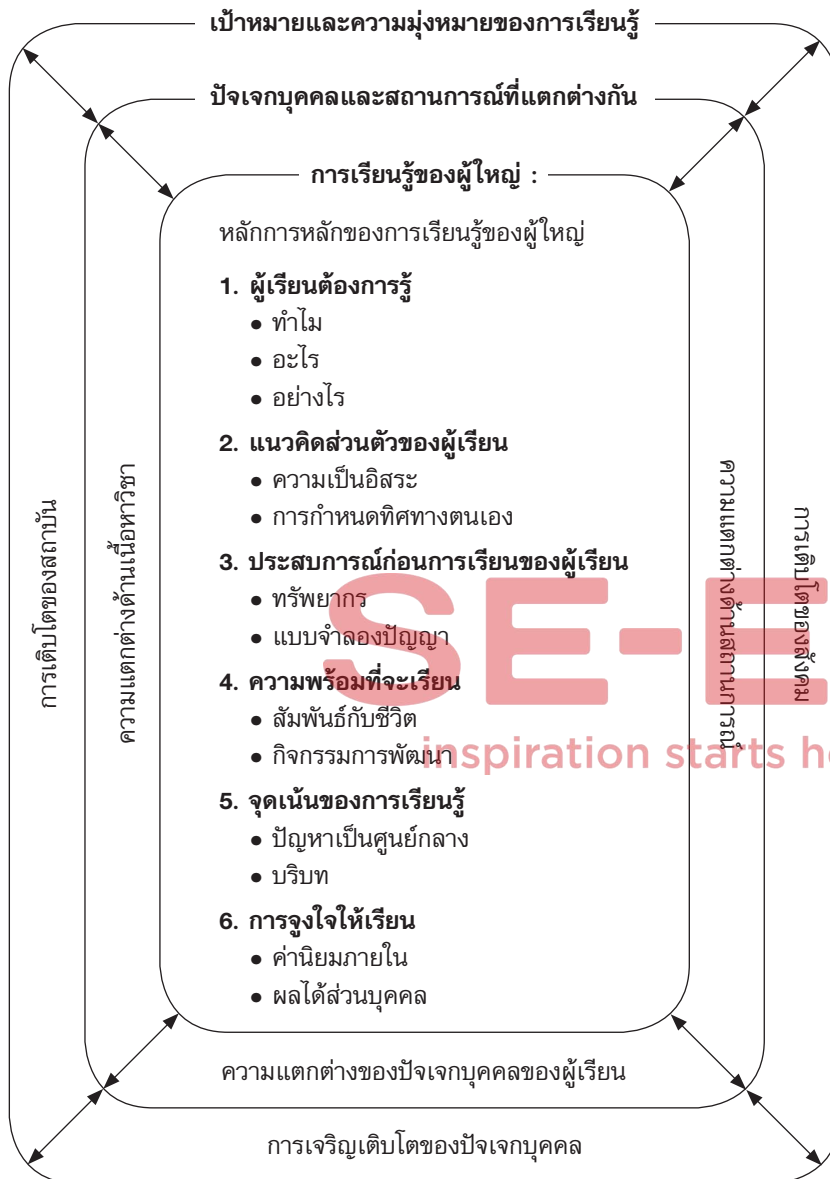 เป้าหมายและความมุ่งหมายของการเรียนรู้
ปัจเจกบุคคลและสถานการณ์ที่แตกต่างกัน
การเรียนรู้ของผู้ใหญ่ :
หลักการหลักของการเรียนรู้ของผู้ใหญ่
1. ผู้เรียนต้องการรู้
● ทำไม
● อะไร
● อย่างไร
2. แนวคิดส่วนตัวของผู้เรียน
● ความเป็นอิสระ
● การกำหนดทิศทางตนเอง
3. ประสบการณ์ก่อนการเรียนของผู้เรียน
● ทรัพยากร
● แบบจำลองปัญญา
4. ความพร้อมที่จะเรียน
● สัมพันธ์กับชีวิต
● กิจกรรมการพัฒนา
5. จุดเน้นของการเรียนรู้
● ปัญหาเป็นศูนย์กลาง
● บริบท
6. การจูงใจให้เรียน
● ค่านิยมภายใน
● ผลได้ส่วนบุคคล
การเติบโตของสถาบัน
ความแตกต่างด้านเนื้อหาวิชา
ความแตกต่างด้านสถานการณ์
การเติบโตของสังคม
ความแตกต่างของปัจเจกบุคคลของผู้เรียน
การเจริญเติบโตของปัจเจกบุคคล
SE-E
inspiration starts he